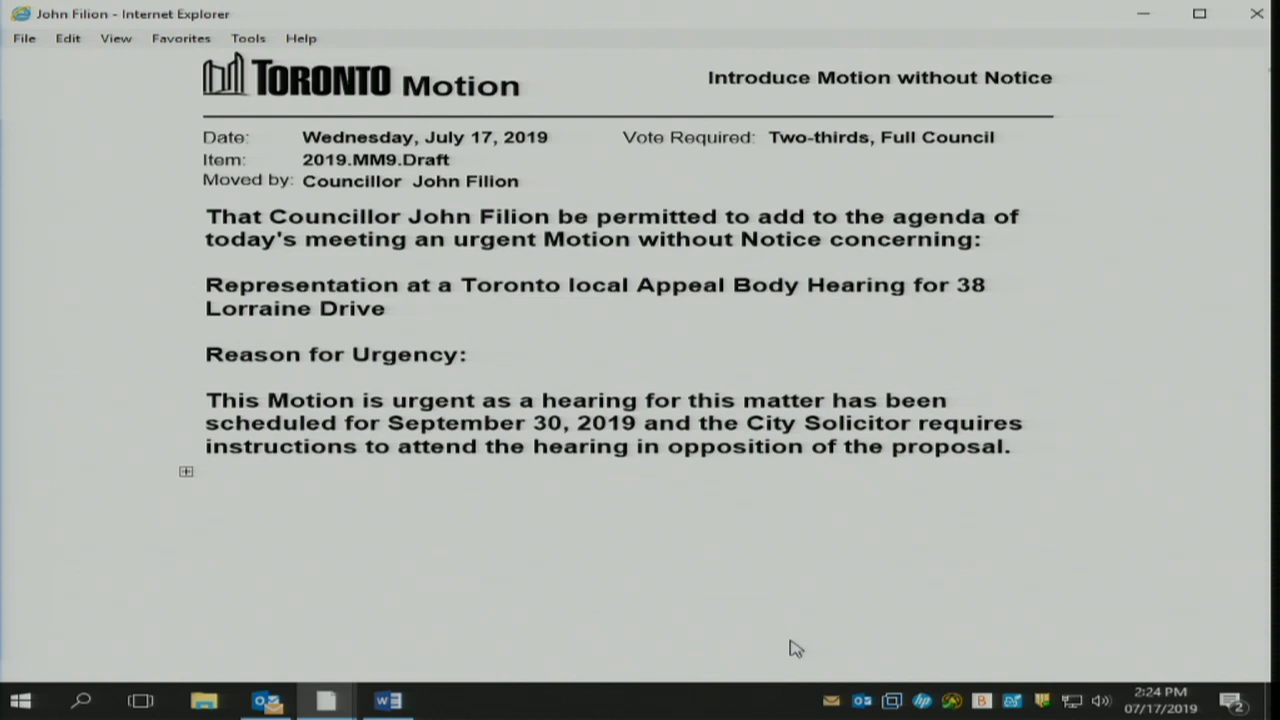 John Filion - Internet Explorer
File Edit View Favorites Tools Help
TORONTO Motion
Introduce Motion without Notice
Date: Wednesday, July 17, 2019 Vote Required: Two-thirds, Full Council
Item: 2019.MM9.Draft
Moved by: Councillor John Filion
That Councillor John Filion be permitted to add to the agenda of
today's meeting an urgent Motion without Notice concerning:
Representation at a Toronto local Appeal Body Hearing for 38
Lorraine Drive
Reason for Urgency:
This Motion is urgent as a hearing for this matter has been
scheduled for September 30, 2019 and the City Solicitor requires
instructions to attend the hearing in opposition of the proposal.
2:24 PM
07/17/2019
2